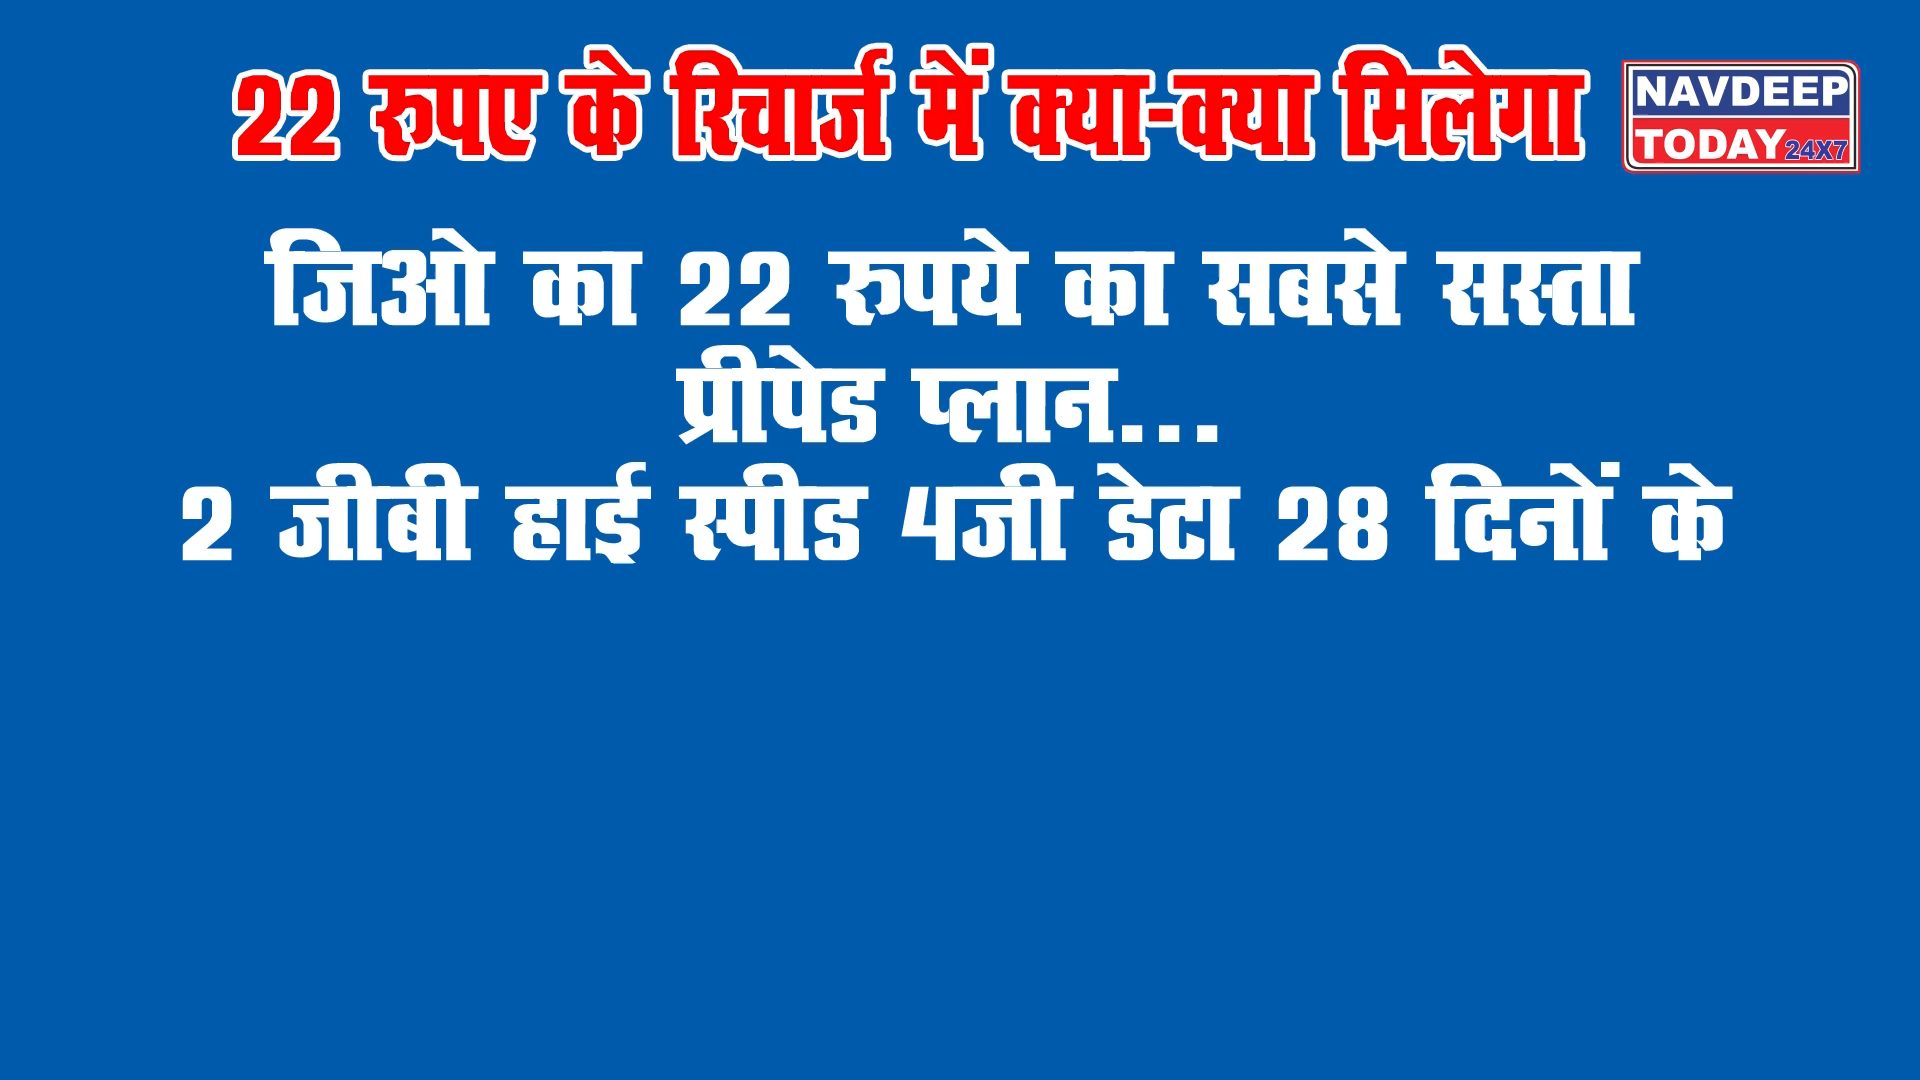 22 रुपए के रिचार्ज में क्या-क्या मिलेगा
NAVDEEP
TODAY 24X7
जिओ का 22 रुपये का सबसे सस्ता
प्रीपेड प्लान...
2 जीबी हाई स्पीड 4जी डेटा 28 दिनों के